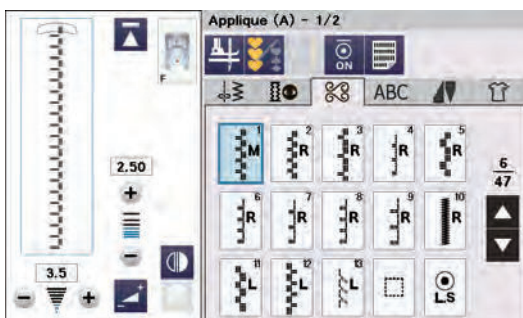 Applique (A) - 1/2
F
ON
ABC
2.50
3.5
1 M
2 R
3 R
4 R
5 R
6
47
6 R
7 R
8 R
9 R
10 R
11 L
12 L
13 L
L.S